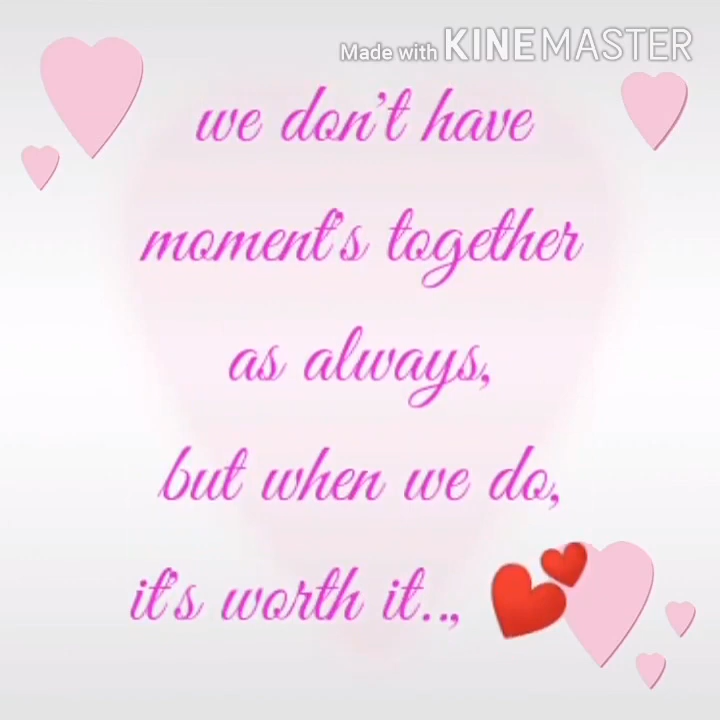 Made with KINEMASTER
we don't have
moment's together
as always,
but when we do,
it's worth it..,